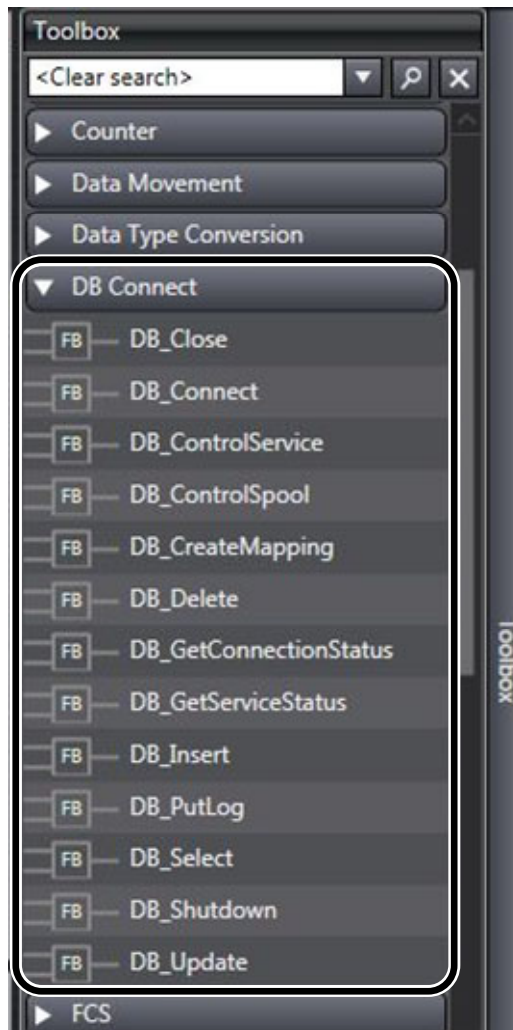 Toolbox
<Clear search>
Counter
Data Movement
Data Type Conversion
DB Connect
FB DB_Close
FB DB_Connect
FB DB_ControlService
FB DB_ControlSpool
FB DB_CreateMapping
FB DB_Delete
FB DB_GetConnectionStatus
FB DB_GetServiceStatus
FB DB_Insert
FB DB_PutLog
FB DB_Select
FB DB_Shutdown
FB DB_Update
FCS
Toolbox